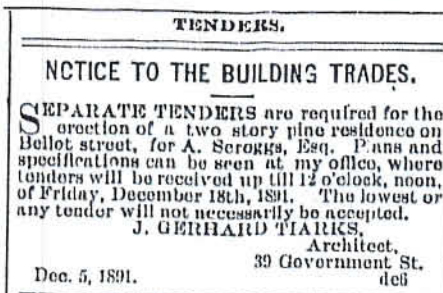 TENDERS.
NOTICE TO THE BUILDING TRADES.
SEPARATE TENDERS are required for the
erection of a two story pine residence on
Bellot street, for A. Scroggs, Esq. Plans and
specifications can be seen at my office, where
tenders will be received up till 12 o'clock, noon,
of Friday, December 18th, 1891. The lowest or
any tender will not necessarily be accepted.
J. GERHARD TIARKS,
Architect,
39 Government St.
Dec. 5, 1891. de6